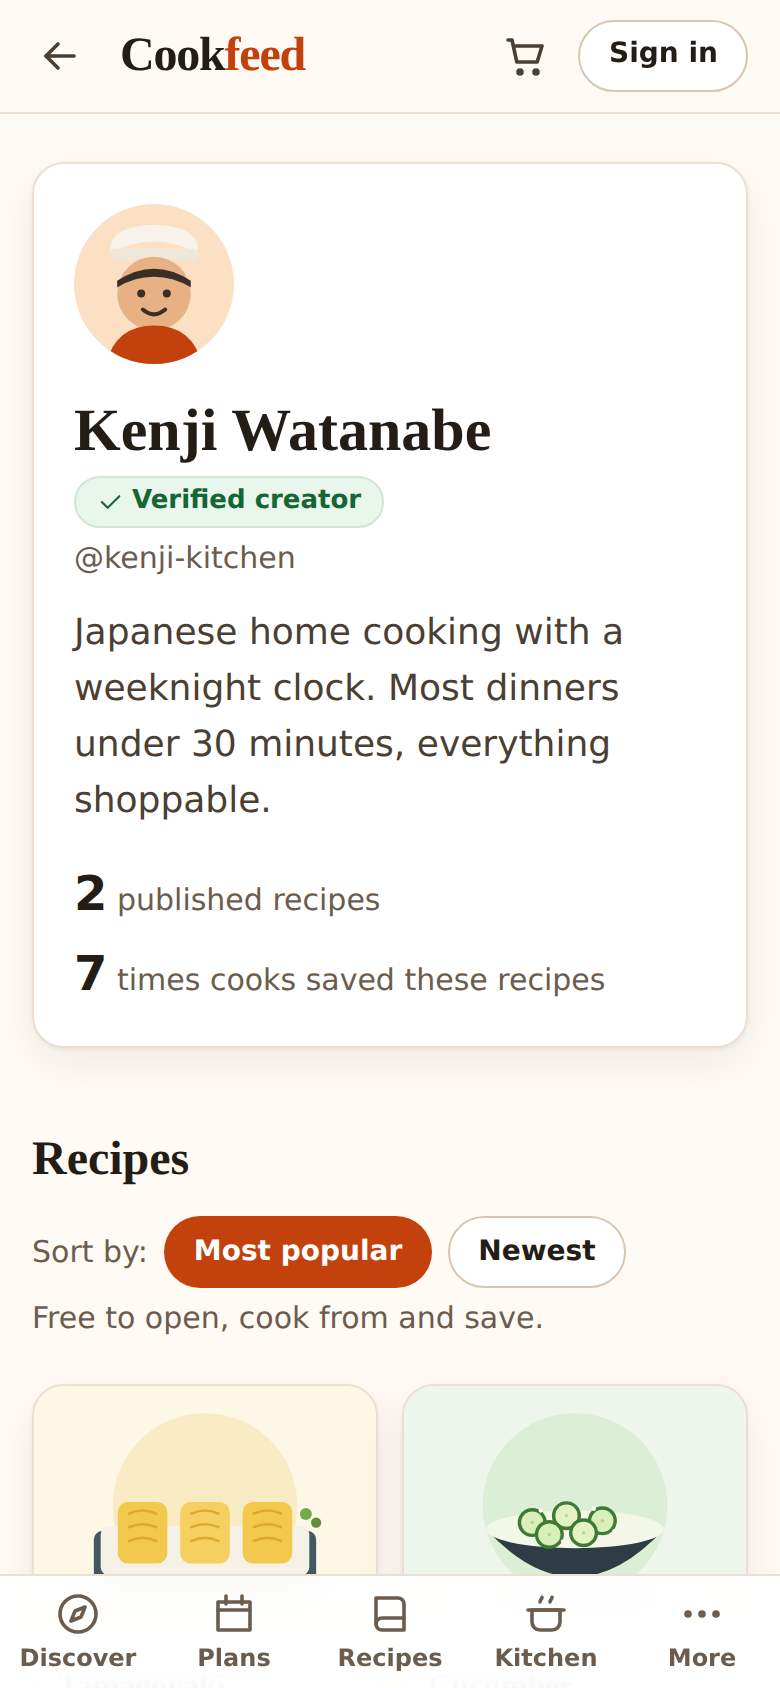 Cookfeed
Sign in
Kenji Watanabe
Verified creator
@kenji-kitchen
Japanese home cooking with a
weeknight clock. Most dinners
under 30 minutes, everything
shoppable.
2 published recipes
7 times cooks saved these recipes
Recipes
Sort by: Most popular Newest
Free to open, cook from and save.
Discover Plans Recipes Kitchen More